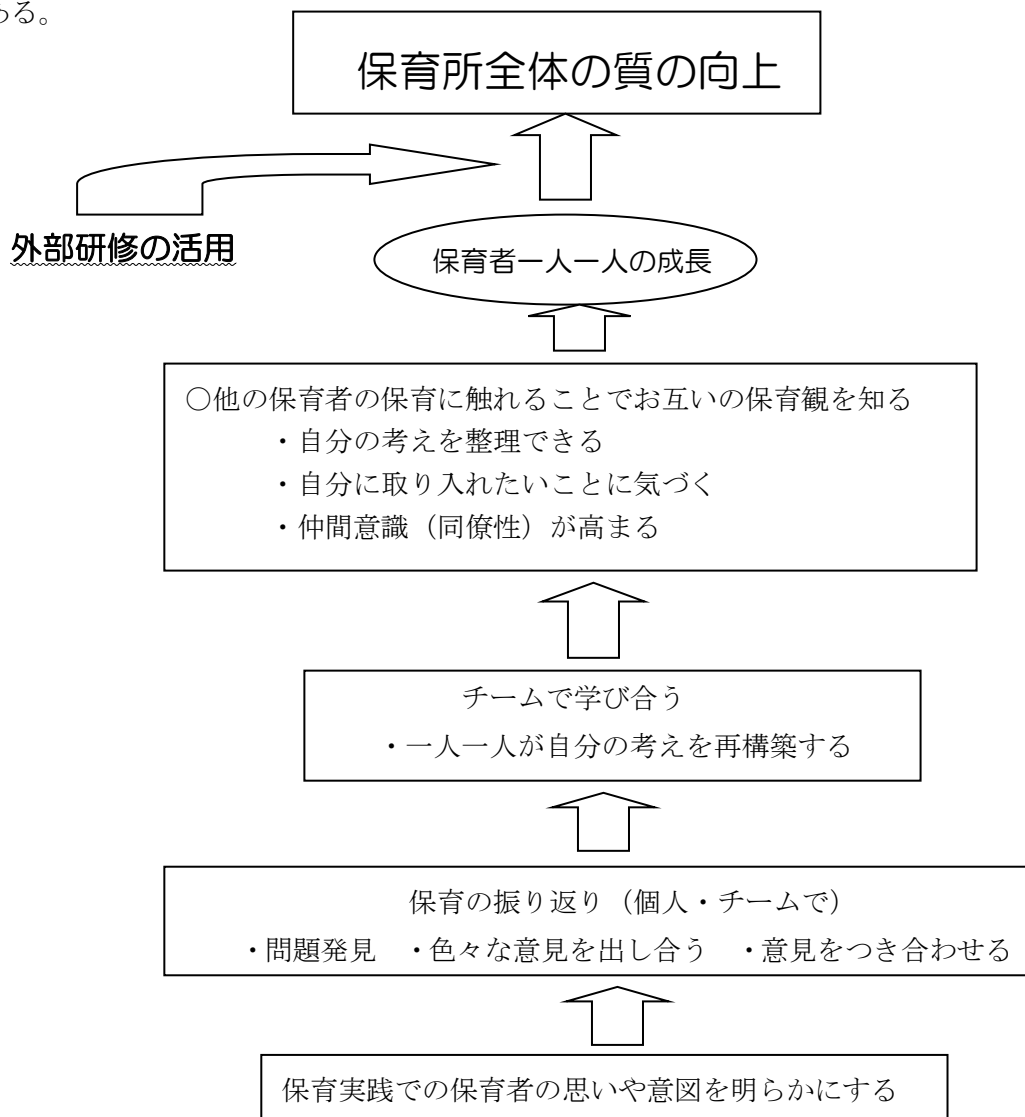 ある。
保育所全体の質の向上
外部研修の活用
保育者一人一人の成長
○他の保育者の保育に触れることでお互いの保育観を知る
・自分の考えを整理できる
・自分に取り入れたいことに気づく
・仲間意識（同僚性）が高まる
チームで学び合う
・一人一人が自分の考えを再構築する
保育の振り返り（個人・チームで）
・問題発見　・色々な意見を出し合う　・意見をつき合わせる
保育実践での保育者の思いや意図を明らかにする